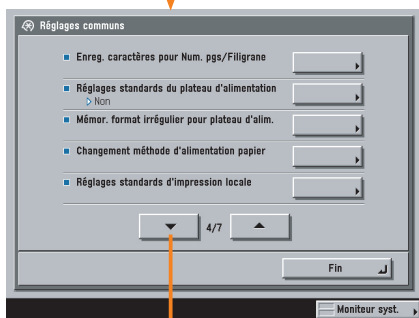 Réglages communs
Enreg. caractères pour Num. pgs/Filigrane
Réglages standards du plateau d'alimentation
Non
Mémor. format irrégulier pour plateau d'alim.
Changement méthode d'alimentation papier
Réglages standards d'impression locale
4/7
Fin
Moniteur syst.